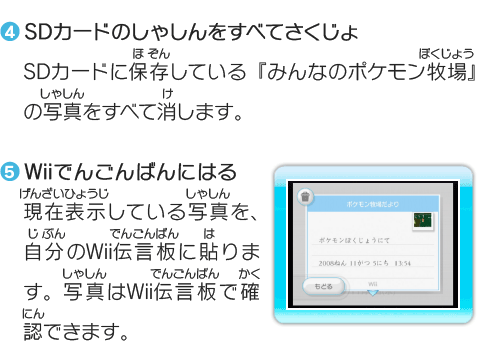 4 SDカードのしゃしんをすべてさくじょ
ほぞん ぼくじょう
SDカードに保存している『みんなのポケモン牧場』
しゃしん け
の写真をすべて消します。
5 Wiiでんごんばんにはる
げんざいひょうじ しゃしん
現在表示している写真を、
じぶん でんごんばん は
自分のWii伝言板に貼りま
しゃしん でんごんばん かく
す。写真はWii伝言板で確
にん
認できます。
ポケモン牧場だより
ポケモンぼくじょうにて
2008ねん 11がつ 5にち 13:54
もどる Wii